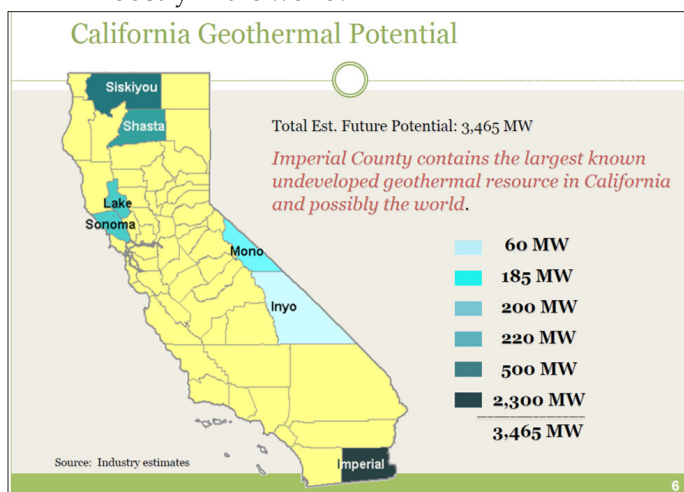 California Geothermal Potential
Siskiyou
Shasta
Lake
Sonoma
Mono
Inyo
Imperial
Total Est. Future Potential: 3,465 MW
Imperial County contains the largest known
undeveloped geothermal resource in California
and possibly the world.
60 MW
185 MW
200 MW
220 MW
500 MW
2,300 MW
3,465 MW
Source: Industry estimates
6